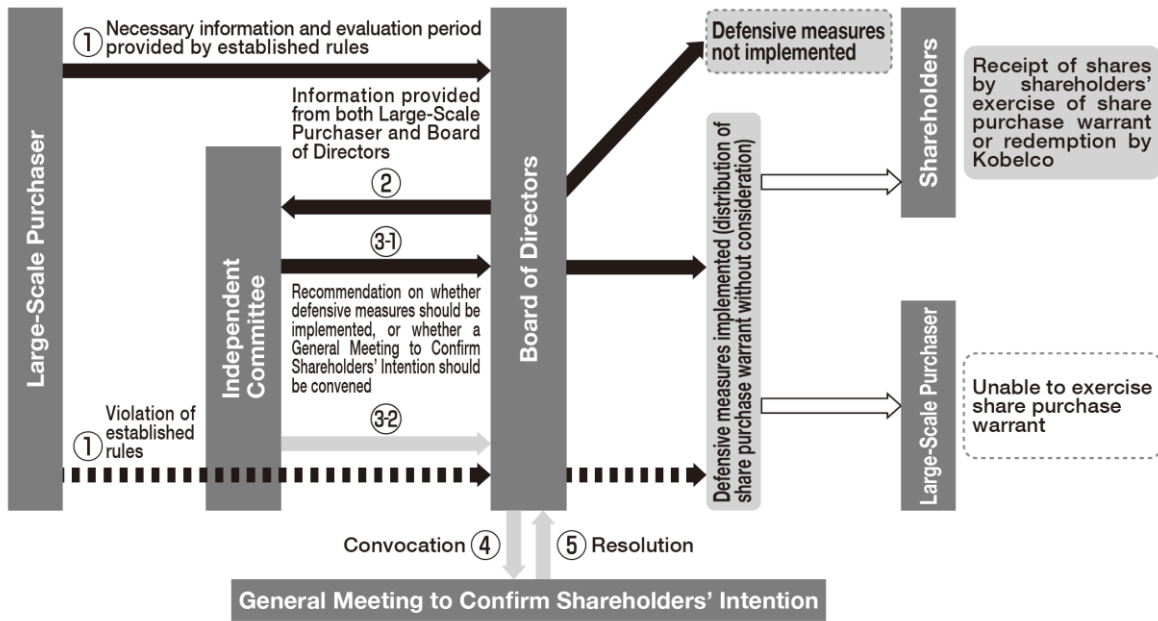 Large-Scale Purchaser
① Necessary information and evaluation period
provided by established rules
Information provided
from both Large-Scale
Purchaser and Board
of Directors
②
③-1
Recommendation on whether
defensive measures should be
implemented, or whether a
General Meeting to Confirm
Shareholders' Intention should
be convened
③-2
① Violation of
established
rules
Independent
Committee
Board of Directors
Defensive measures
not implemented
Defensive measures implemented (distribution of
share purchase warrant without consideration)
Shareholders
Receipt of shares
by shareholders'
exercise of share
purchase warrant
or redemption by
Kobelco
Large-Scale Purchaser
Unable to exercise
share purchase
warrant
Convocation ④ ⑤ Resolution
General Meeting to Confirm Shareholders' Intention